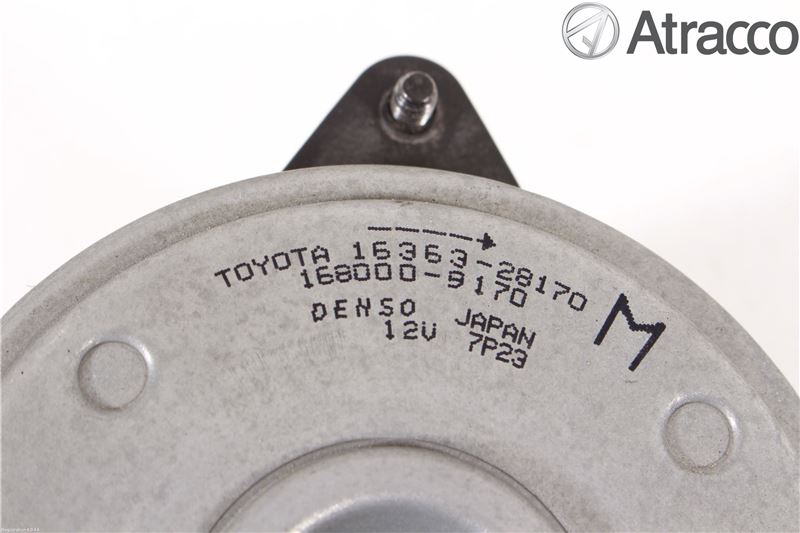 Atracco
TOYOTA 16363-28170
168000-9170
DENSO JAPAN
12V 7P23
M